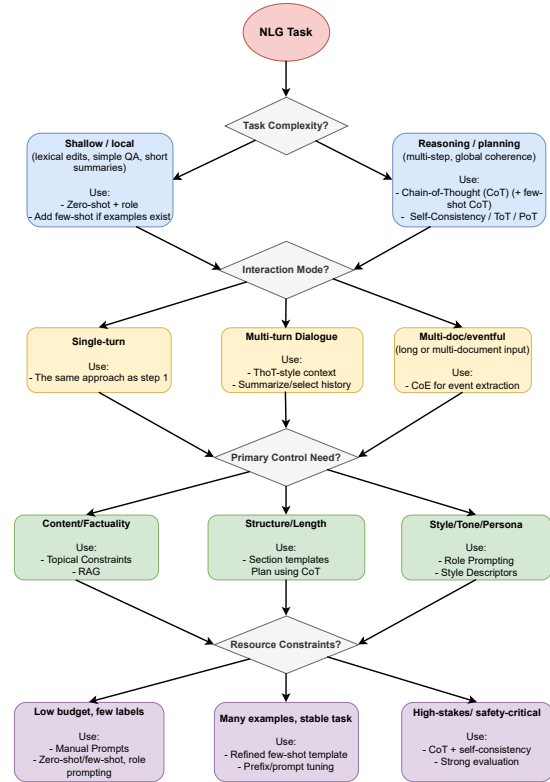 NLG Task
Task Complexity?
Shallow / local
(lexical edits, simple QA, short
summaries)
Use:
- Zero-shot + role
- Add few-shot if examples exist
Reasoning / planning
(multi-step, global coherence)
Use:
- Chain-of-Thought (CoT) (+ few-
shot CoT)
- Self-Consistency / ToT / PoT
Interaction Mode?
Single-turn
Use:
- The same approach as step 1
Multi-turn Dialogue
Use:
- ThoT-style context
- Summarize/select history
Multi-doc/eventful
(long or multi-document input)
Use:
- CoE for event extraction
Primary Control Need?
Content/Factuality
Use:
- Topical Constraints
- RAG
Structure/Length
Use:
- Section templates
Plan using CoT
Style/Tone/Persona
Use:
- Role Prompting
- Style Descriptors
Resource Constraints?
Low budget, few labels
Use:
- Manual Prompts
- Zero-shot/few-shot, role
prompting
Many examples, stable task
Use:
- Refined few-shot template
- Prefix/prompt tuning
High-stakes/ safety-critical
Use:
- CoT + self-consistency
- Strong evaluation